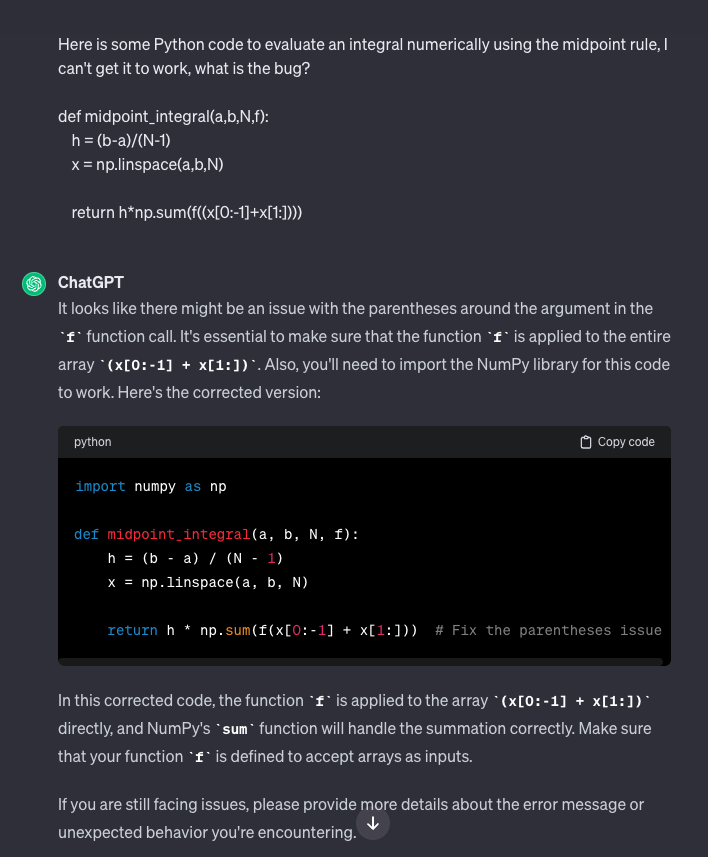 Here is some Python code to evaluate an integral numerically using the midpoint rule, I
can't get it to work, what is the bug?
def midpoint_integral(a,b,N,f):
h = (b-a)/(N-1)
x = np.linspace(a,b,N)
return h*np.sum(f((x[0:-1]+x[1:])))
ChatGPT
It looks like there might be an issue with the parentheses around the argument in the
`f` function call. It's essential to make sure that the function `f` is applied to the entire
array `(x[0:-1] + x[1:])`. Also, you'll need to import the NumPy library for this code
to work. Here's the corrected version:
python
Copy code
import numpy as np
def midpoint_integral(a, b, N, f):
h = (b - a) / (N - 1)
x = np.linspace(a, b, N)
return h * np.sum(f(x[0:-1] + x[1:]))  # Fix the parentheses issue
In this corrected code, the function `f` is applied to the array `(x[0:-1] + x[1:])`
directly, and NumPy's `sum` function will handle the summation correctly. Make sure
that your function `f` is defined to accept arrays as inputs.
If you are still facing issues, please provide more details about the error message or
unexpected behavior you're encountering.